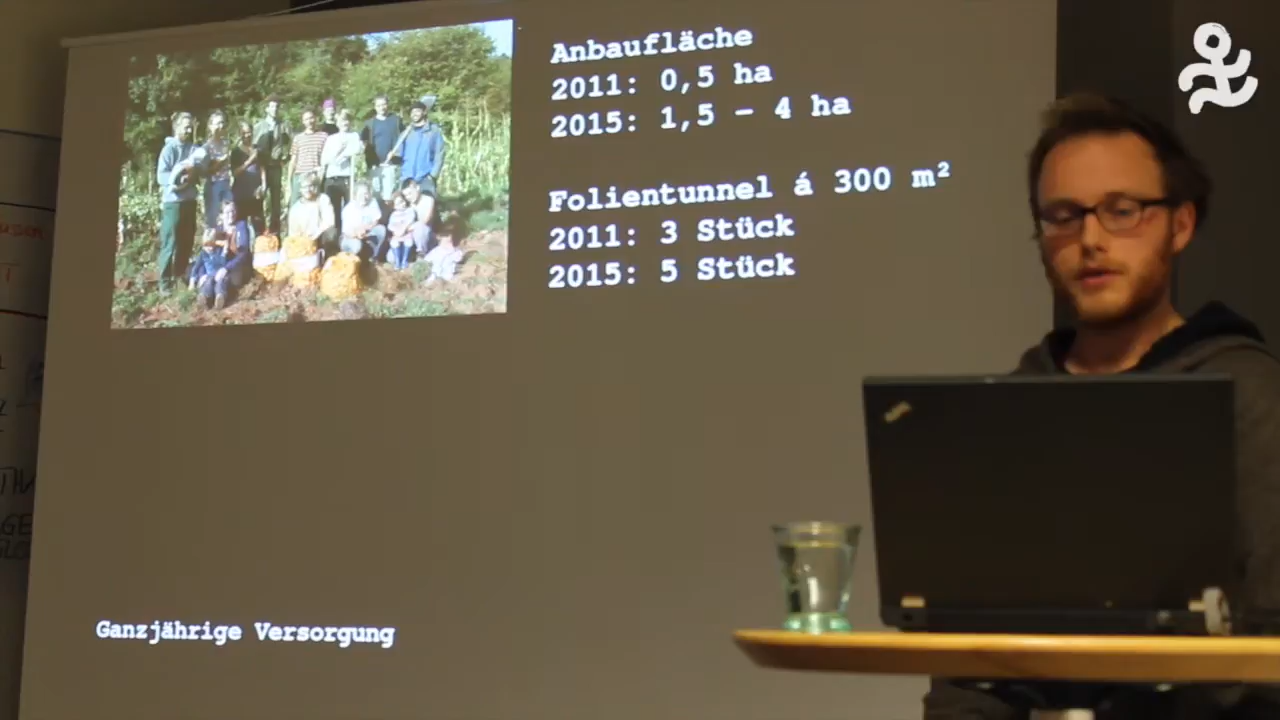 Anbaufläche
2011: 0,5 ha
2015: 1,5 – 4 ha
Folientunnel á 300 m²
2011: 3 Stück
2015: 5 Stück
Ganzjährige Versorgung